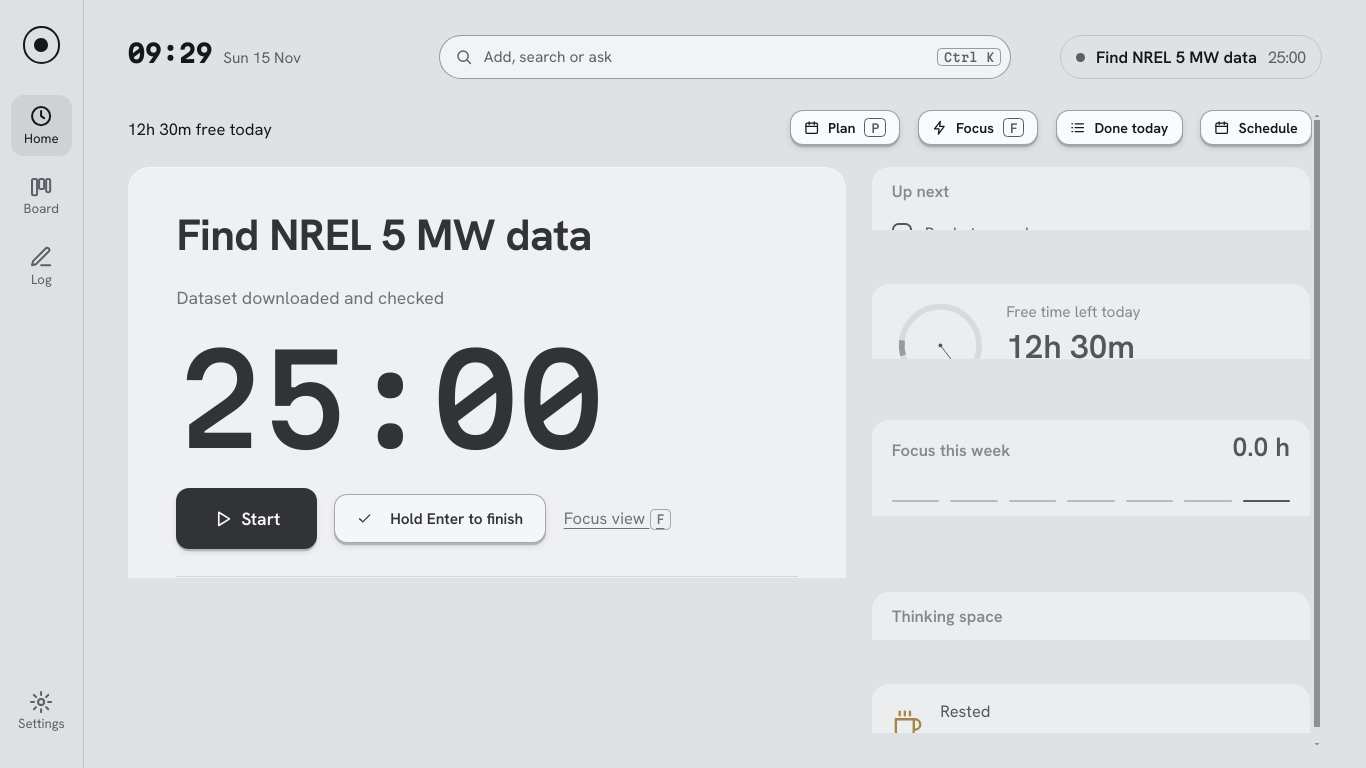 09:29 Sun 15 Nov
Add, search or ask
Ctrl K
Find NREL 5 MW data 25:00
Home
Board
Log
Settings
12h 30m free today
Plan P
Focus F
Done today
Schedule
Find NREL 5 MW data
Dataset downloaded and checked
25:00
Start
Hold Enter to finish
Focus view F
Up next
Free time left today
12h 30m
Focus this week
0.0 h
Thinking space
Rested